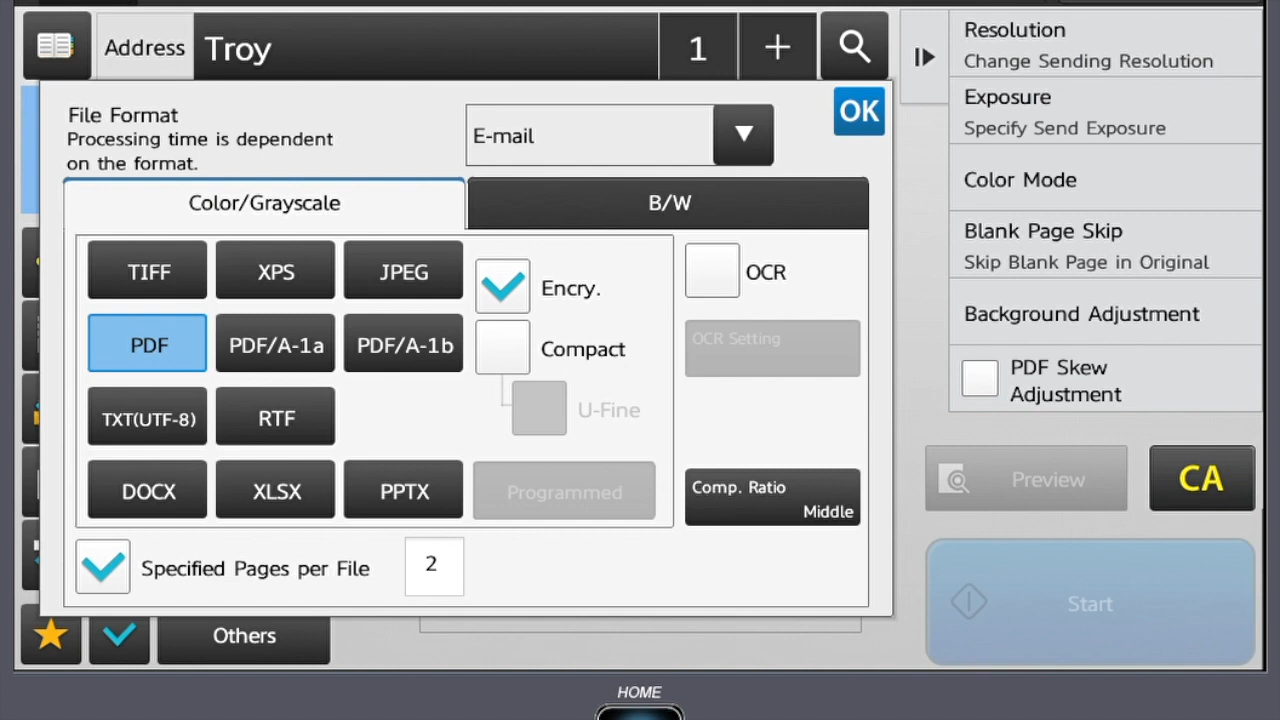 Address
Troy
1
+
File Format
Processing time is dependent
on the format.
E-mail
OK
Color/Grayscale
B/W
TIFF
XPS
JPEG
Encry.
OCR
PDF
PDF/A-1a
PDF/A-1b
Compact
OCR Setting
U-Fine
TXT(UTF-8)
RTF
DOCX
XLSX
PPTX
Programmed
Comp. Ratio
Middle
Specified Pages per File
2
Others
Resolution
Change Sending Resolution
Exposure
Specify Send Exposure
Color Mode
Blank Page Skip
Skip Blank Page in Original
Background Adjustment
PDF Skew
Adjustment
Preview
CA
Start
HOME